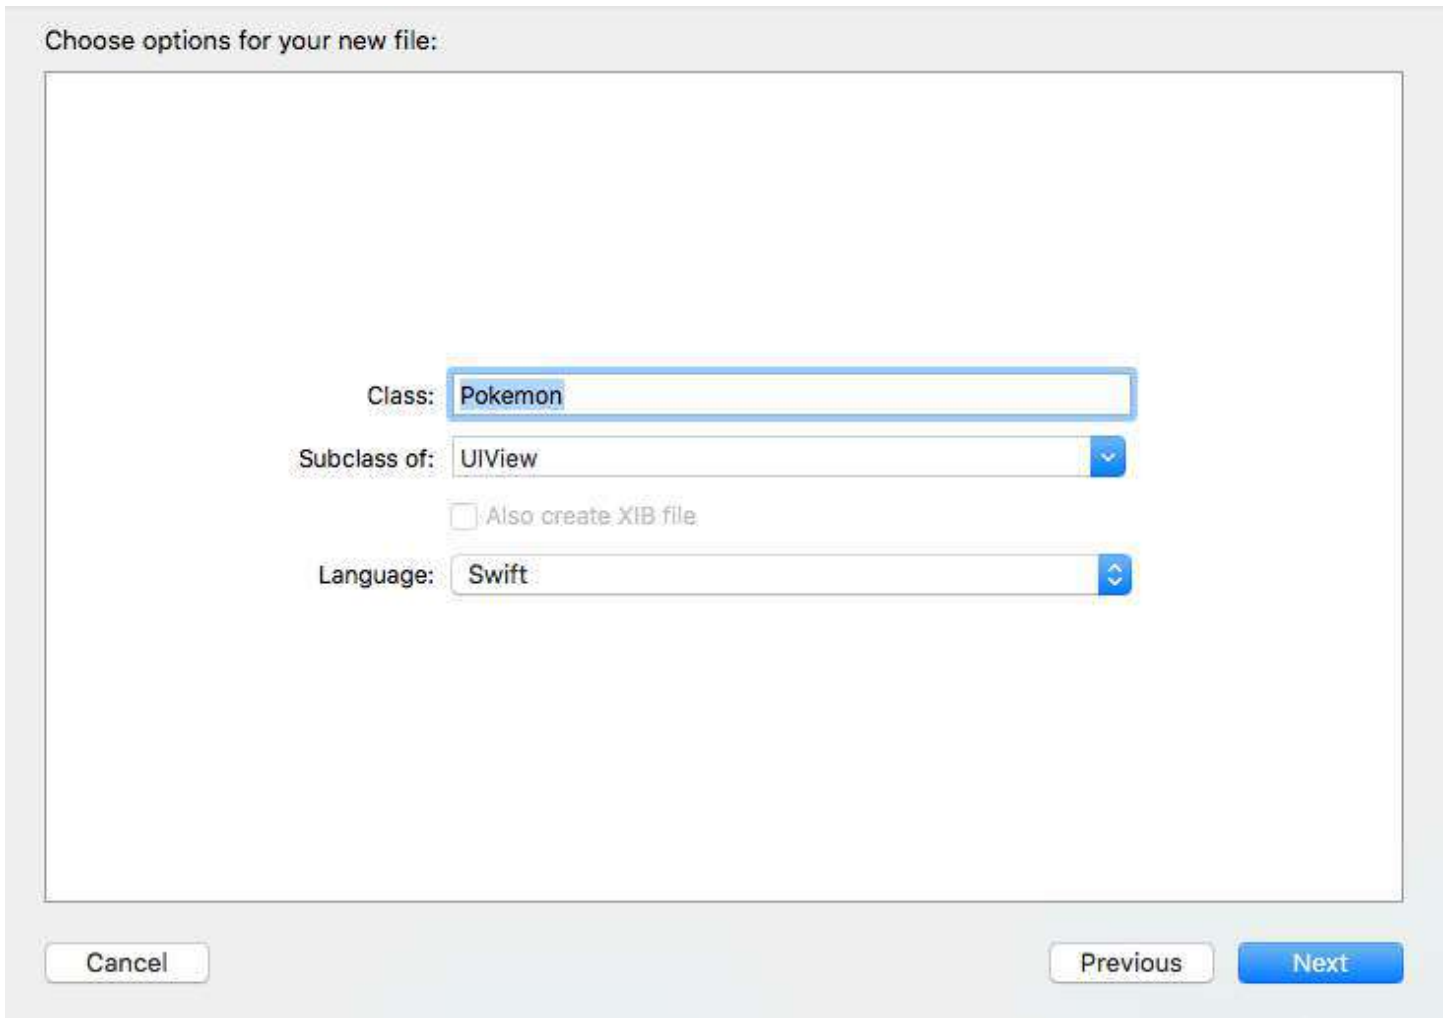 Choose options for your new file:
Class: Pokemon
Subclass of: UIView
Also create XIB file
Language: Swift
Cancel Previous Next